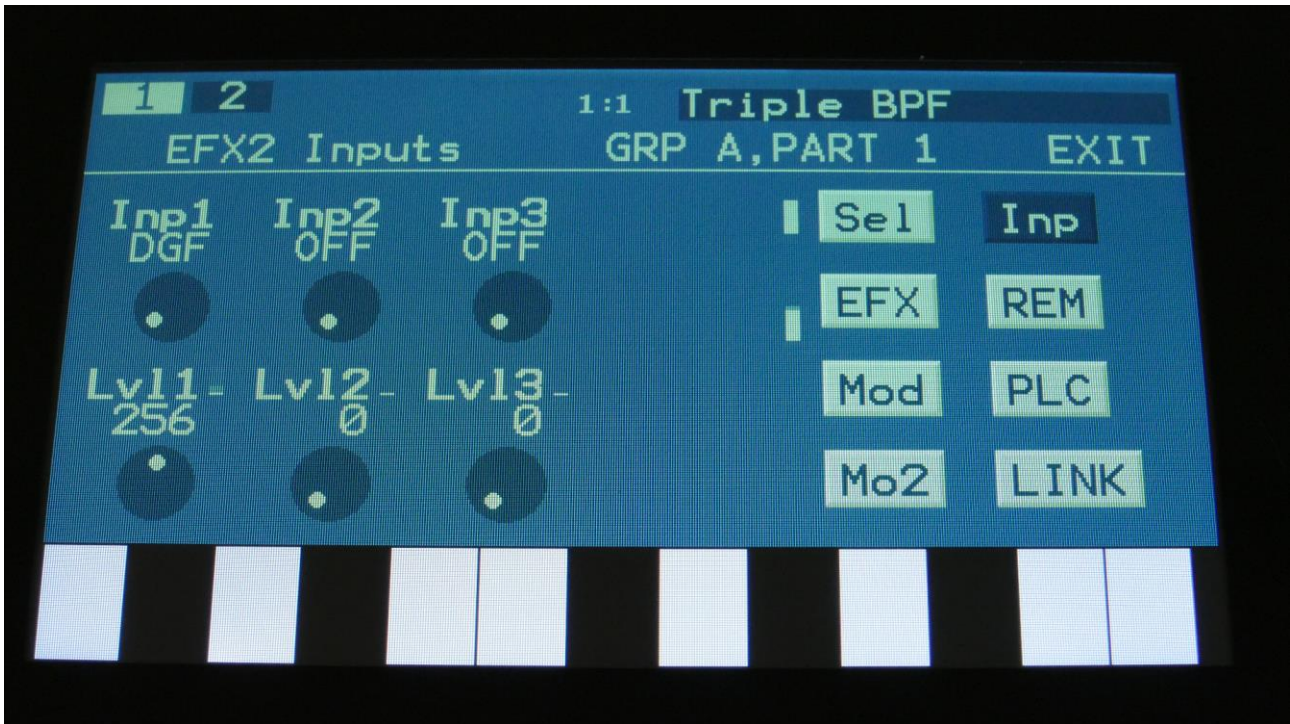 1 2 1:1 Triple BPF
EFX2 Inputs GRP A,PART 1 EXIT
Inp1 Inp2 Inp3 Sel Inp
DGF OFF OFF
EFX REM
Lvl1 Lvl2 Lvl3 Mod PLC
256 0 0
Mo2 LINK